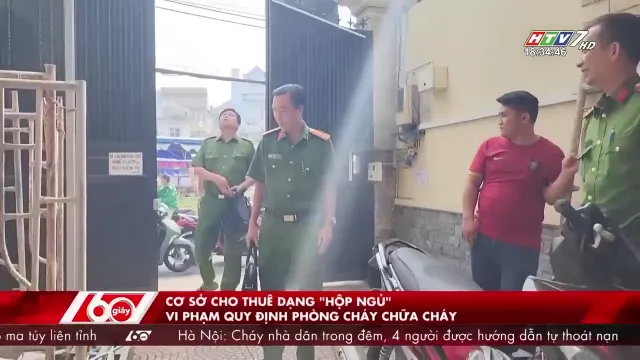 HTV7 HD
18:34:46
CƠ SỞ CHO THUÊ DẠNG "HỘP NGỦ"
VI PHẠM QUY ĐỊNH PHÒNG CHÁY CHỮA CHÁY
60 giây
o ma túy liên tỉnh
60 giây
Hà Nội: Cháy nhà dân trong đêm, 4 người được hướng dẫn tự thoát nạn